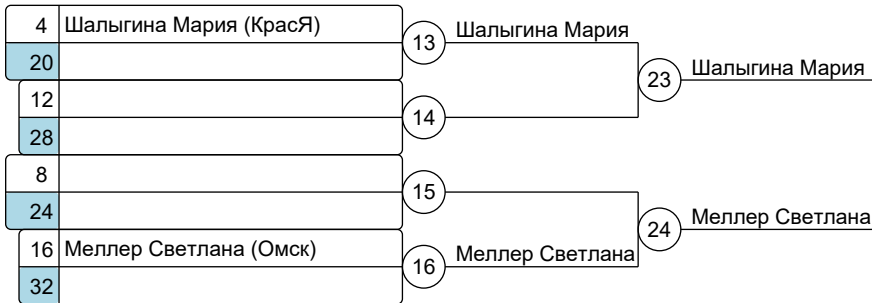 4 Шалыгина Мария (КрасЯ)
20
12
28
8
24
16 Меллер Светлана (Омск)
32
13 Шалыгина Мария
14
15
16 Меллер Светлана
23 Шалыгина Мария
24 Меллер Светлана